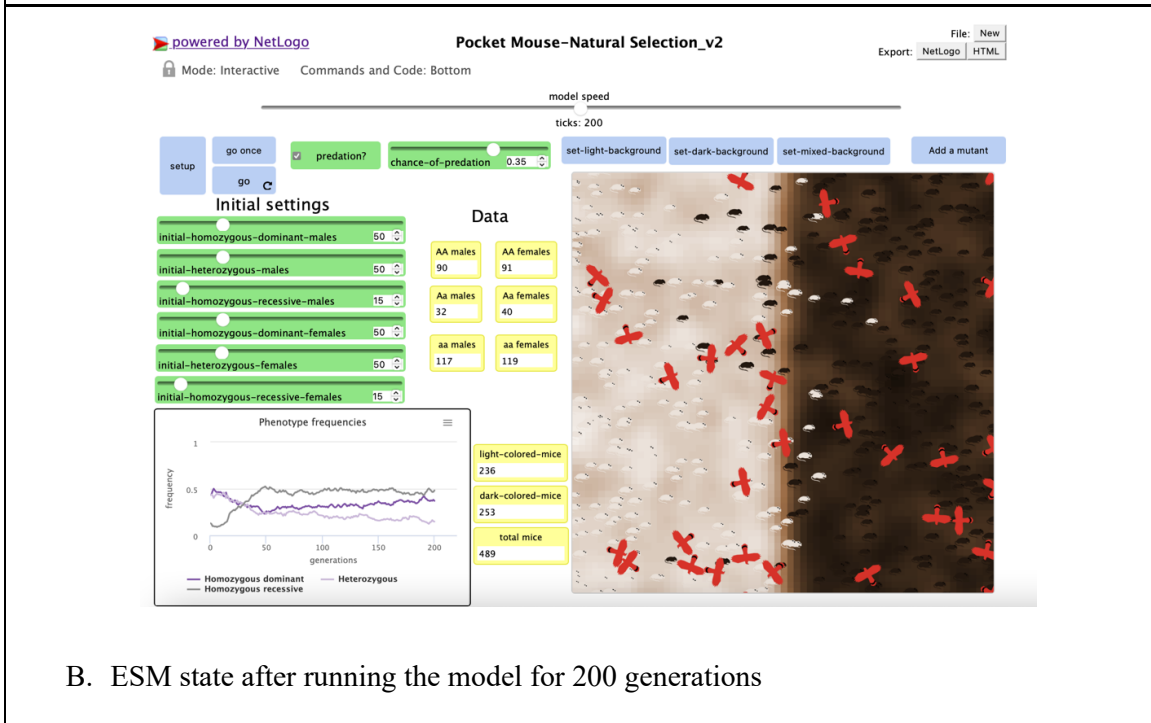 powered by NetLogo
Pocket Mouse-Natural Selection_v2
File: New
Export: NetLogo HTML
Mode: Interactive Commands and Code: Bottom
model speed
ticks: 200
setup
go once
go
predation?
chance-of-predation 0.35
set-light-background
set-dark-background
set-mixed-background
Add a mutant
Initial settings
initial-homozygous-dominant-males 50
initial-heterozygous-males 50
initial-homozygous-recessive-males 15
initial-homozygous-dominant-females 50
initial-heterozygous-females 50
initial-homozygous-recessive-females 15
Data
AA males
90
AA females
91
Aa males
32
Aa females
40
aa males
117
aa females
119
Phenotype frequencies
frequency
1
0.5
0
0 50 100 150 200
generations
Homozygous dominant Heterozygous
Homozygous recessive
light-colored-mice
236
dark-colored-mice
253
total mice
489
B. ESM state after running the model for 200 generations